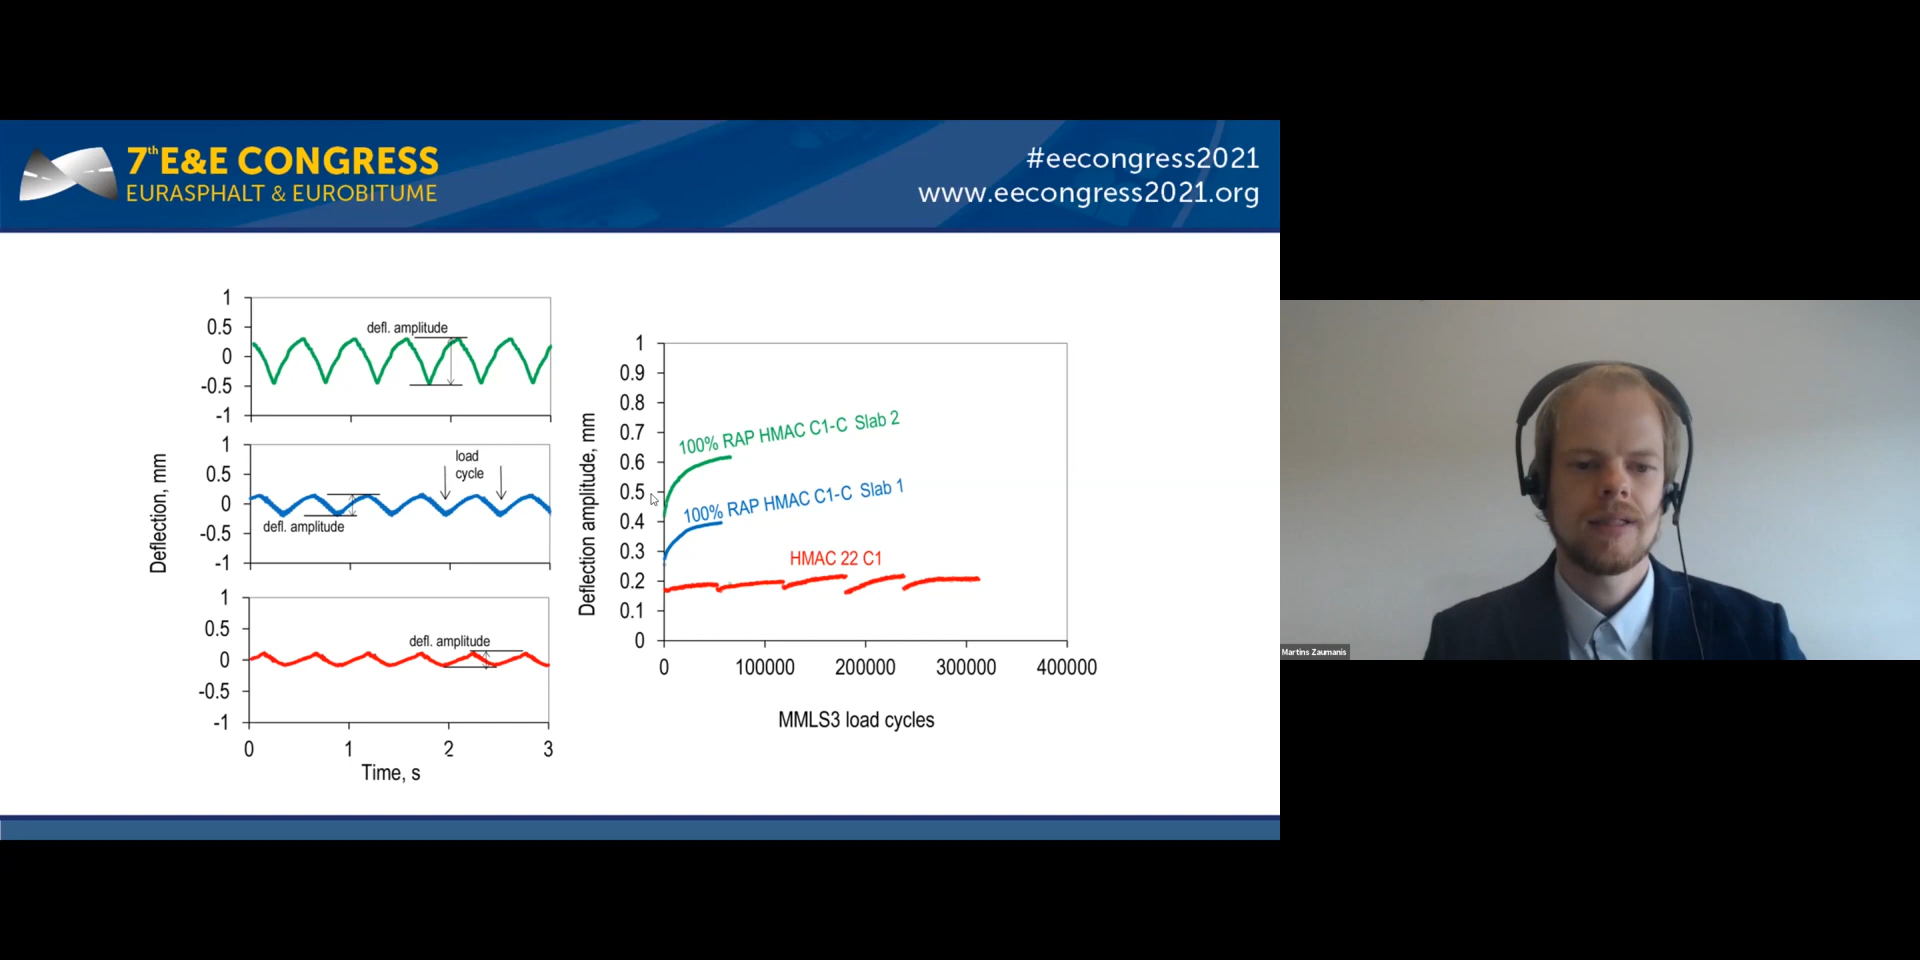 7th E&E CONGRESS
EURASPHALT & EUROBITUME
#eecongress2021
www.eecongress2021.org
Deflection, mm
1
0.5
0
-0.5
-1
defl. amplitude
1
0.5
0
-0.5
-1
load
cycle
defl. amplitude
1
0.5
0
-0.5
-1
defl. amplitude
0 1 2 3
Time, s
Deflection amplitude, mm
1
0.9
0.8
0.7
0.6
0.5
0.4
0.3
0.2
0.1
0
100% RAP HMAC C1-C Slab 2
100% RAP HMAC C1-C Slab 1
HMAC 22 C1
0 100000 200000 300000 400000
MMLS3 load cycles
Martins Zaumanis